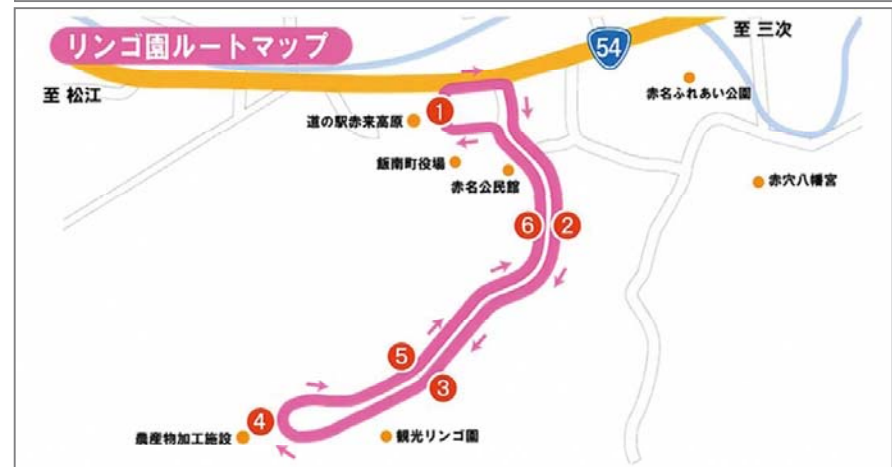 リンゴ園ルートマップ
54
至 三次
至 松江
赤名ふれあい公園
1
道の駅赤来高原
飯南町役場
赤名公民館
赤穴八幡宮
6
2
5
3
4
農産物加工施設
観光リンゴ園